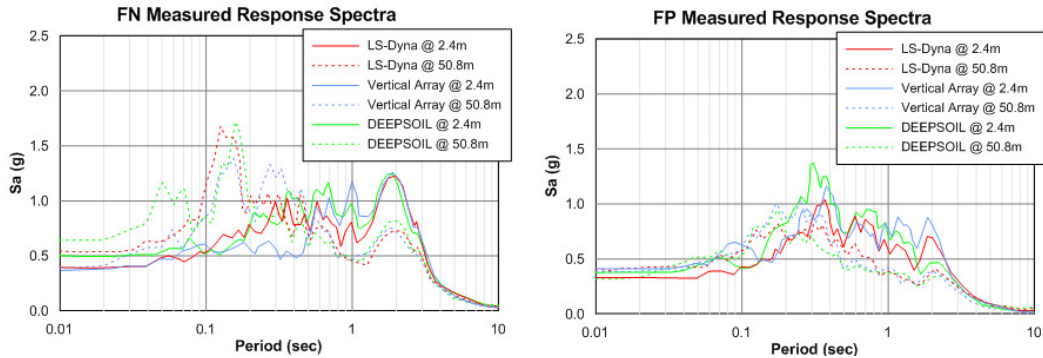 FN Measured Response Spectra
2.5
2.0
1.5
1.0
0.5
0.0
Sa (g)
LS-Dyna @ 2.4m
LS-Dyna @ 50.8m
Vertical Array @ 2.4m
Vertical Array @ 50.8m
DEEPSOIL @ 2.4m
DEEPSOIL @ 50.8m
0.01 0.1 1 10
Period (sec)
FP Measured Response Spectra
2.5
2.0
1.5
1.0
0.5
0.0
Sa (g)
LS-Dyna @ 2.4m
LS-Dyna @ 50.8m
Vertical Array @ 2.4m
Vertical Array @ 50.8m
DEEPSOIL @ 2.4m
DEEPSOIL @ 50.8m
0.01 0.1 1 10
Period (sec)